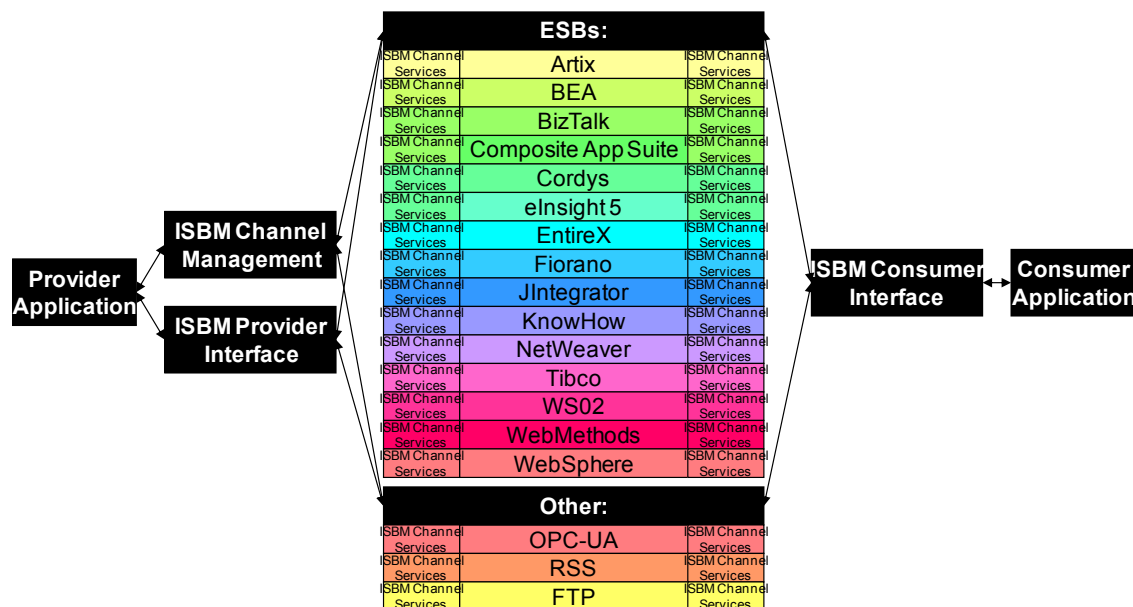 ESBs:
ISBM Channel
Services
Artix
ISBM Channel
Services
ISBM Channel
Services
BEA
ISBM Channel
Services
ISBM Channel
Services
BizTalk
ISBM Channel
Services
ISBM Channel
Services
Composite App Suite
ISBM Channel
Services
ISBM Channel
Services
Cordys
ISBM Channel
Services
ISBM Channel
Services
eInsight 5
ISBM Channel
Services
ISBM Channel
Services
EntireX
ISBM Channel
Services
ISBM Channel
Services
Fiorano
ISBM Channel
Services
ISBM Channel
Services
JIntegrator
ISBM Channel
Services
ISBM Channel
Services
KnowHow
ISBM Channel
Services
ISBM Channel
Services
NetWeaver
ISBM Channel
Services
ISBM Channel
Services
Tibco
ISBM Channel
Services
ISBM Channel
Services
WS02
ISBM Channel
Services
ISBM Channel
Services
WebMethods
ISBM Channel
Services
ISBM Channel
Services
WebSphere
ISBM Channel
Services
Other:
ISBM Channel
Services
OPC-UA
ISBM Channel
Services
ISBM Channel
Services
RSS
ISBM Channel
Services
ISBM Channel
Services
FTP
ISBM Channel
Services
Provider
Application
ISBM Channel
Management
ISBM Provider
Interface
ISBM Consumer
Interface
Consumer
Application